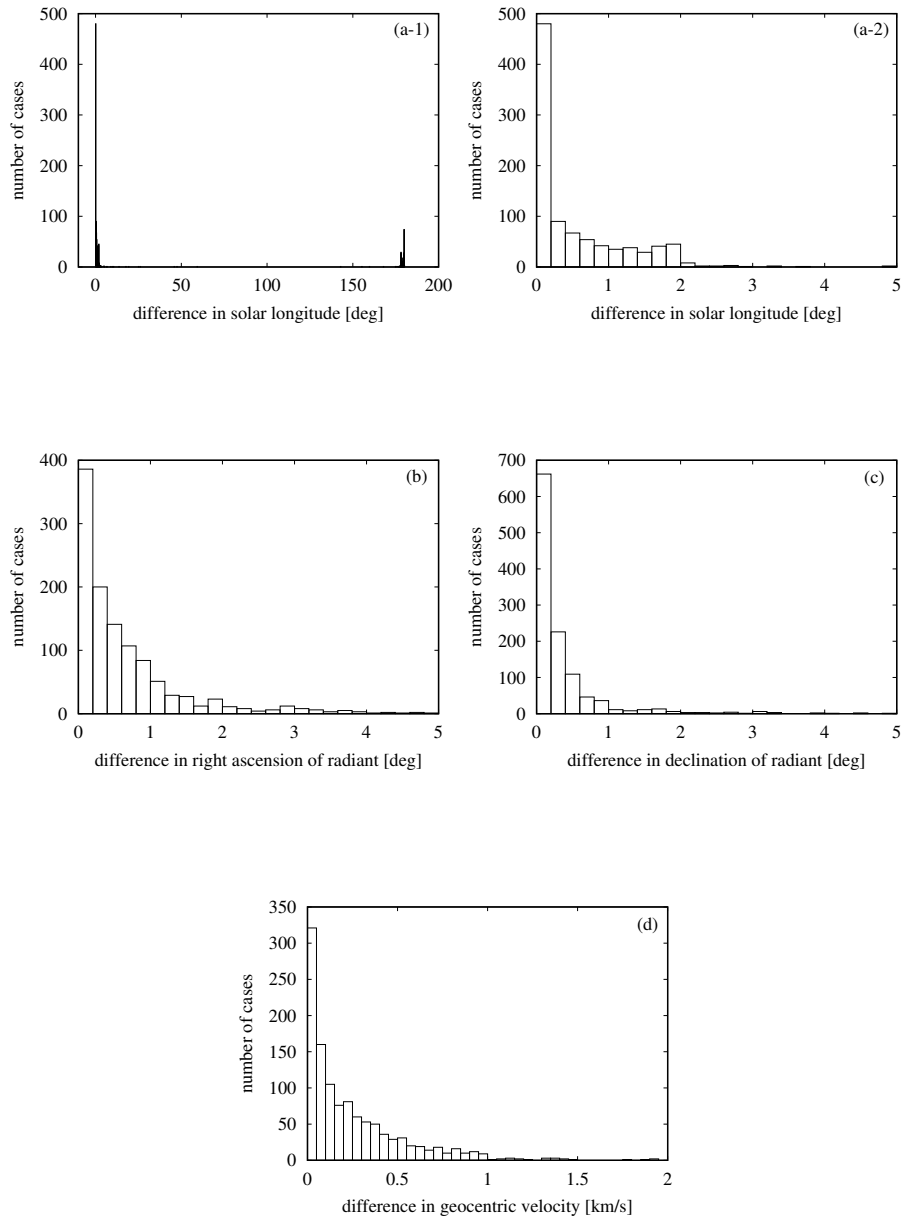 (a-1)
number of cases
500
400
300
200
100
0
0 50 100 150 200
difference in solar longitude [deg]
(a-2)
number of cases
500
400
300
200
100
0
0 1 2 3 4 5
difference in solar longitude [deg]
(b)
number of cases
400
300
200
100
0
0 1 2 3 4 5
difference in right ascension of radiant [deg]
(c)
number of cases
700
600
500
400
300
200
100
0
0 1 2 3 4 5
difference in declination of radiant [deg]
(d)
number of cases
350
300
250
200
150
100
50
0
0 0.5 1 1.5 2
difference in geocentric velocity [km/s]